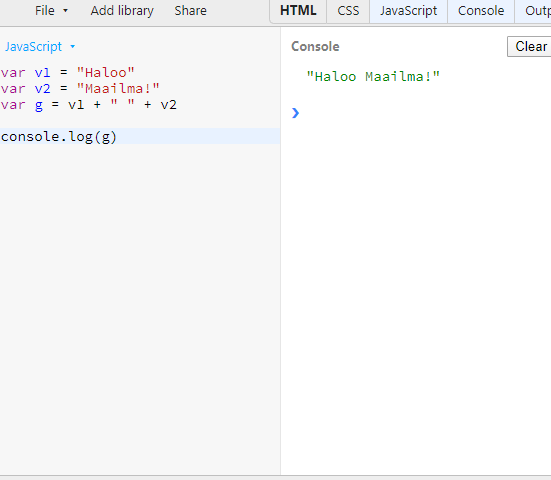 File Add library Share HTML CSS JavaScript Console
JavaScript
var v1 = "Haloo"
var v2 = "Maailma!"
var g = v1 + " " + v2
console.log(g)
Console Clear
"Haloo Maailma!"